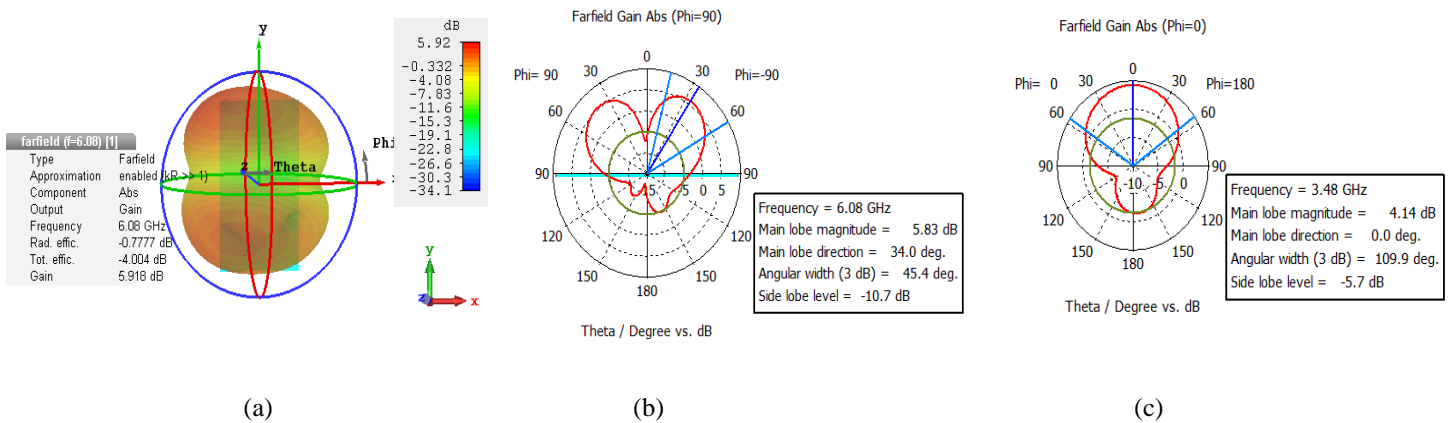 y
Theta
Phi
z
farfield (f=6.08) [1]
Type Farfield
Approximation enabled (kR >> 1)
Component Abs
Output Gain
Frequency 6.08 GHz
Rad. effic. -0.7777 dB
Tot. effic. -4.004 dB
Gain 5.918 dB
dB
5.92
-0.332
-4.08
-7.83
-11.6
-15.3
-19.1
-22.8
-26.6
-30.3
-34.1
y
z x
(a)
Farfield Gain Abs (Phi=90)
Phi= 90 30 0 30 Phi=-90
60 60
90 -5 0 5 90
120 120
150 180 150
Theta / Degree vs. dB
Frequency = 6.08 GHz
Main lobe magnitude = 5.83 dB
Main lobe direction = 34.0 deg.
Angular width (3 dB) = 45.4 deg.
Side lobe level = -10.7 dB
(b)
Farfield Gain Abs (Phi=0)
Phi= 0 30 0 30 Phi=180
60 60
90 -10 -5 0 90
120 120
150 180 150
Theta / Degree vs. dB
Frequency = 3.48 GHz
Main lobe magnitude = 4.14 dB
Main lobe direction = 0.0 deg.
Angular width (3 dB) = 109.9 deg.
Side lobe level = -5.7 dB
(c)